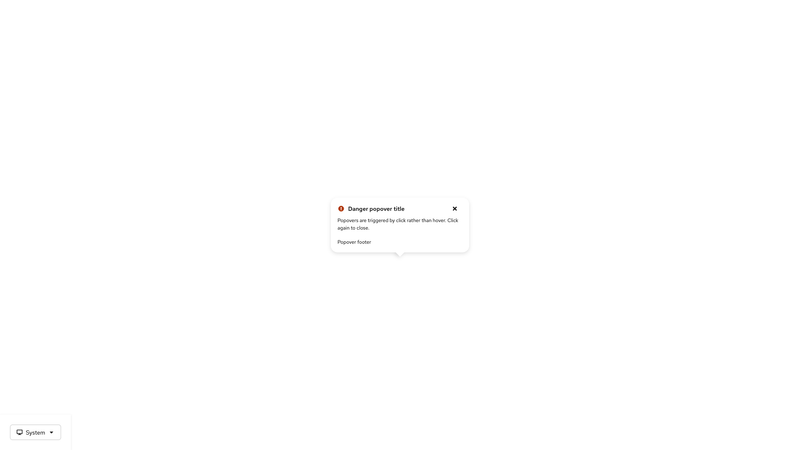 Danger popover title
Popovers are triggered by click rather than hover. Click
again to close.
Popover footer
System